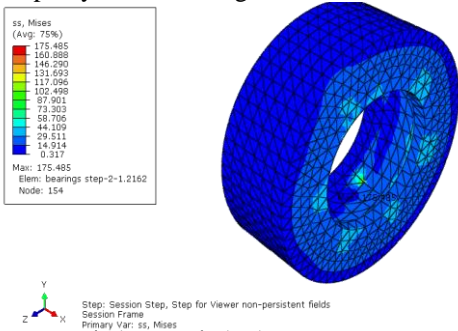 ss, Mises
(Avg: 75%)
175.485
160.888
146.290
131.693
117.096
102.498
87.901
73.303
58.706
44.109
29.511
14.914
0.317
Max: 175.485
Elem: bearings step-2-1.2162
Node: 154
Y
Z X
Step: Session Step, Step for Viewer non-persistent fields
Session Frame
Primary Var: ss, Mises